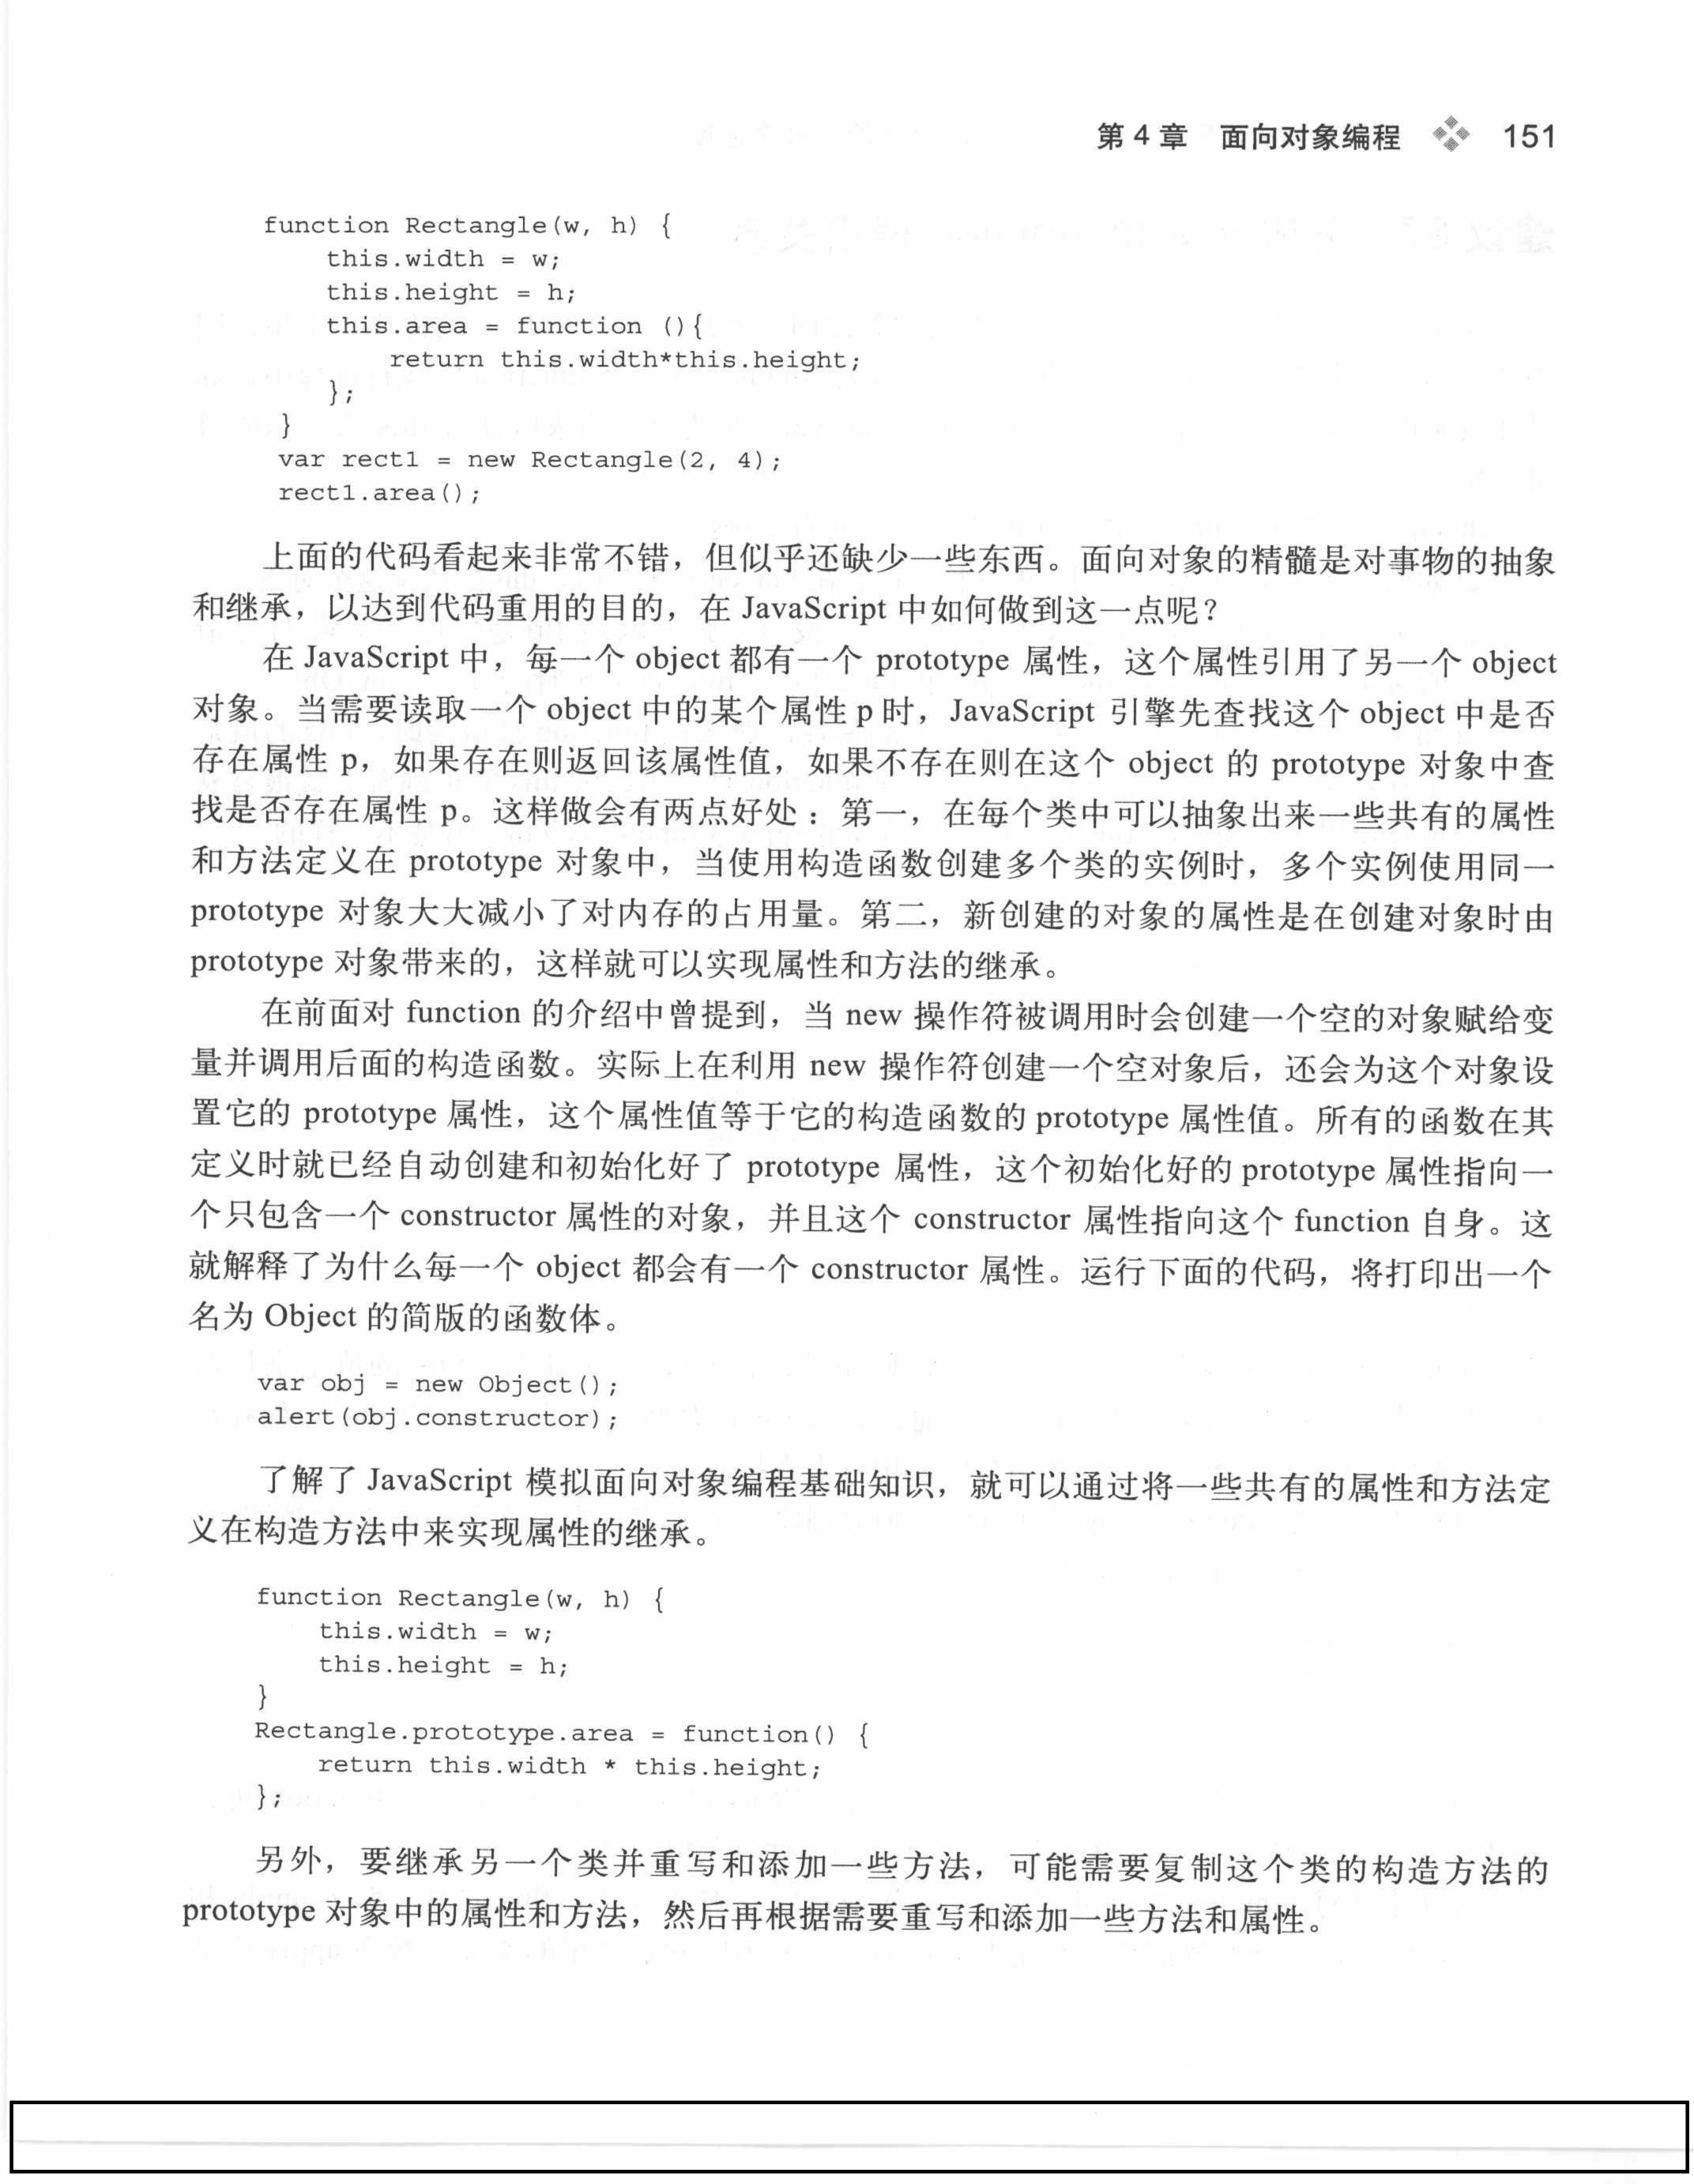 第 4 章 面向对象编程 151
function Rectangle(w, h) {
    this.width = w;
    this.height = h;
    this.area = function (){
        return this.width*this.height;
    };
}
var rect1 = new Rectangle(2, 4);
rect1.area();
上面的代码看起来非常不错，但似乎还缺少一些东西。面向对象的精髓是对事物的抽象
和继承，以达到代码重用的目的，在 JavaScript 中如何做到这一点呢？
在 JavaScript 中，每一个 object 都有一个 prototype 属性，这个属性引用了另一个 object
对象。当需要读取一个 object 中的某个属性 p 时，JavaScript 引擎先查找这个 object 中是否
存在属性 p，如果存在则返回该属性值，如果不存在则在这个 object 的 prototype 对象中查
找是否存在属性 p。这样做会有两点好处：第一，在每个类中可以抽象出来一些共有的属性
和方法定义在 prototype 对象中，当使用构造函数创建多个类的实例时，多个实例使用同一
prototype 对象大大减小了对内存的占用量。第二，新创建的对象的属性是在创建对象时由
prototype 对象带来的，这样就可以实现属性和方法的继承。
在前面对 function 的介绍中曾提到，当 new 操作符被调用时会创建一个空的对象赋给变
量并调用后面的构造函数。实际上在利用 new 操作符创建一个空对象后，还会为这个对象设
置它的 prototype 属性，这个属性值等于它的构造函数的 prototype 属性值。所有的函数在其
定义时就已经自动创建和初始化好了 prototype 属性，这个初始化好的 prototype 属性指向一
个只包含一个 constructor 属性的对象，并且这个 constructor 属性指向这个 function 自身。这
就解释了为什么每一个 object 都会有一个 constructor 属性。运行下面的代码，将打印出一个
名为 Object 的简版的函数体。
var obj = new Object();
alert(obj.constructor);
了解了 JavaScript 模拟面向对象编程基础知识，就可以通过将一些共有的属性和方法定
义在构造方法中来实现属性的继承。
function Rectangle(w, h) {
    this.width = w;
    this.height = h;
}
Rectangle.prototype.area = function() {
    return this.width * this.height;
};
另外，要继承另一个类并重写和添加一些方法，可能需要复制这个类的构造方法的
prototype 对象中的属性和方法，然后再根据需要重写和添加一些方法和属性。